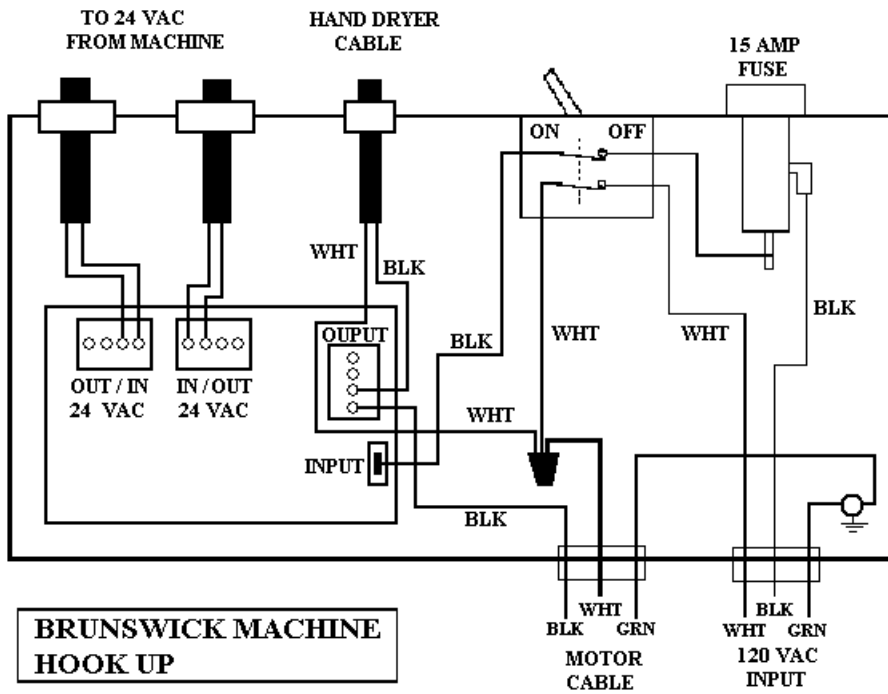 TO 24 VAC
FROM MACHINE
HAND DRYER
CABLE
15 AMP
FUSE
ON
OFF
WHT
BLK
BLK
WHT
WHT
BLK
OUPUT
OUT / IN
24 VAC
IN / OUT
24 VAC
WHT
INPUT
BLK
BLK
WHT
GRN
MOTOR
CABLE
WHT
BLK
GRN
120 VAC
INPUT
BRUNSWICK MACHINE
HOOK UP